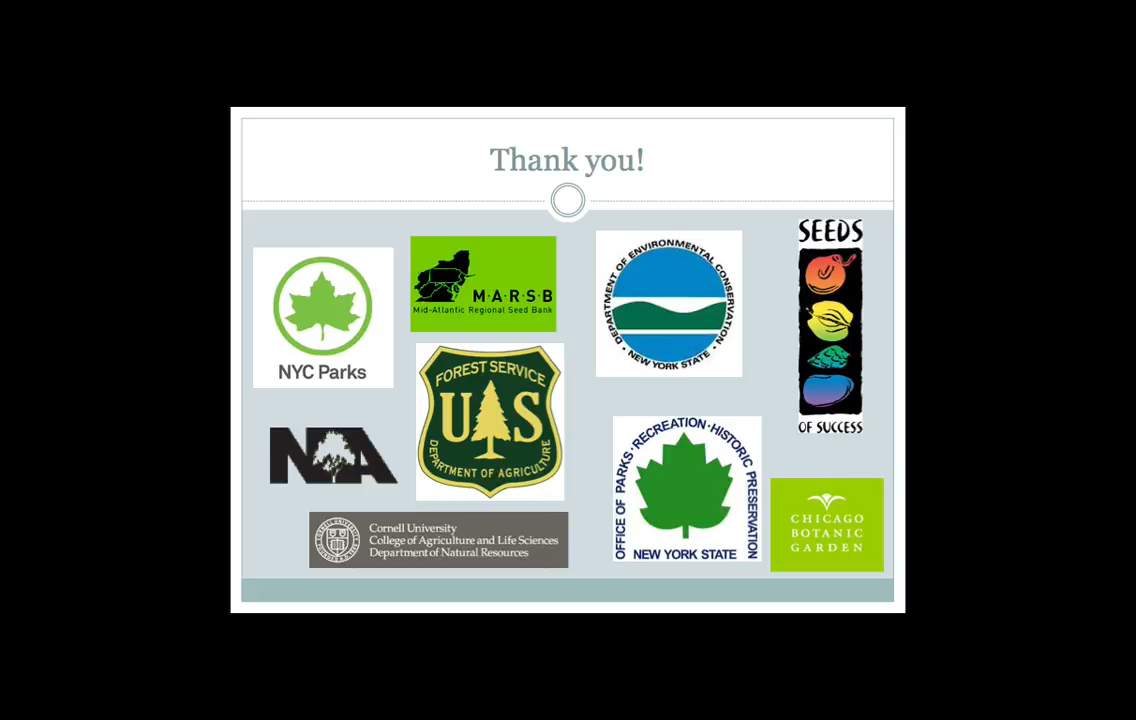 Thank you!
NYC Parks
M·A·R·S·B
Mid-Atlantic Regional Seed Bank
DEPARTMENT OF ENVIRONMENTAL CONSERVATION
• NEW YORK STATE •
SEEDS
OF SUCCESS
FOREST SERVICE
U S
DEPARTMENT OF AGRICULTURE
NA
OFFICE OF PARKS·RECREATION·HISTORIC PRESERVATION
NEW YORK STATE
Cornell University
College of Agriculture and Life Sciences
Department of Natural Resources
CHICAGO
BOTANIC
GARDEN